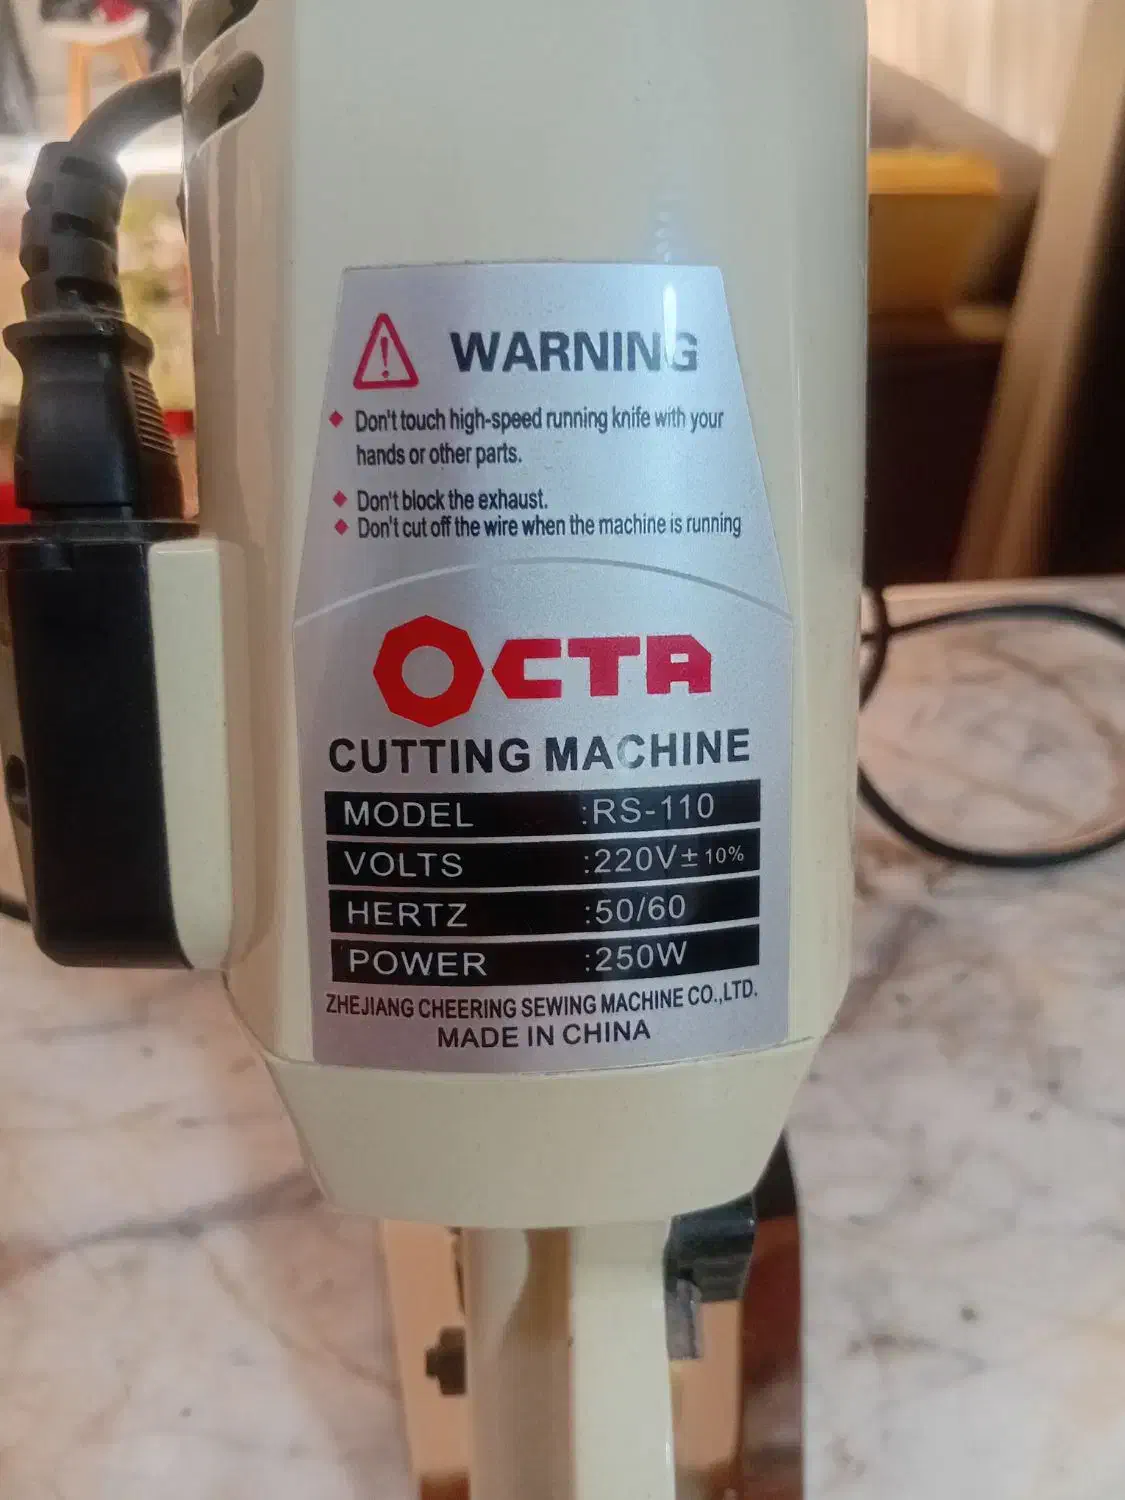 WARNING
Don't touch high-speed running knife with your
hands or other parts.
Don't block the exhaust.
Don't cut off the wire when the machine is running
OCTA
CUTTING MACHINE
MODEL :RS-110
VOLTS :220V±10%
HERTZ :50/60
POWER :250W
ZHEJIANG CHEERING SEWING MACHINE CO.,LTD.
MADE IN CHINA